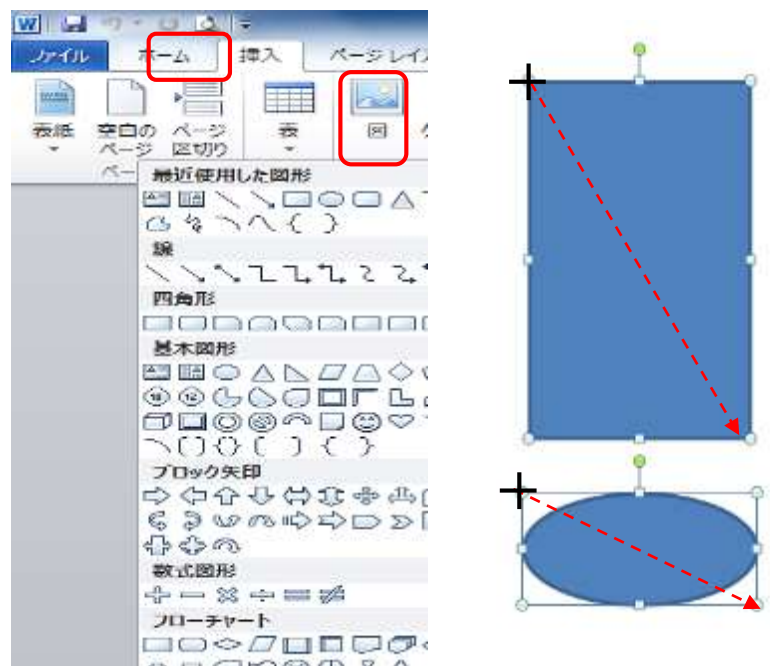 W
ファイル ホーム 挿入 ページ レイ
表紙 空白の ページ 表 図
ページ 区切り
ペー
最近使用した図形
線
四角形
基本図形
ブロック矢印
数式図形
フローチャート